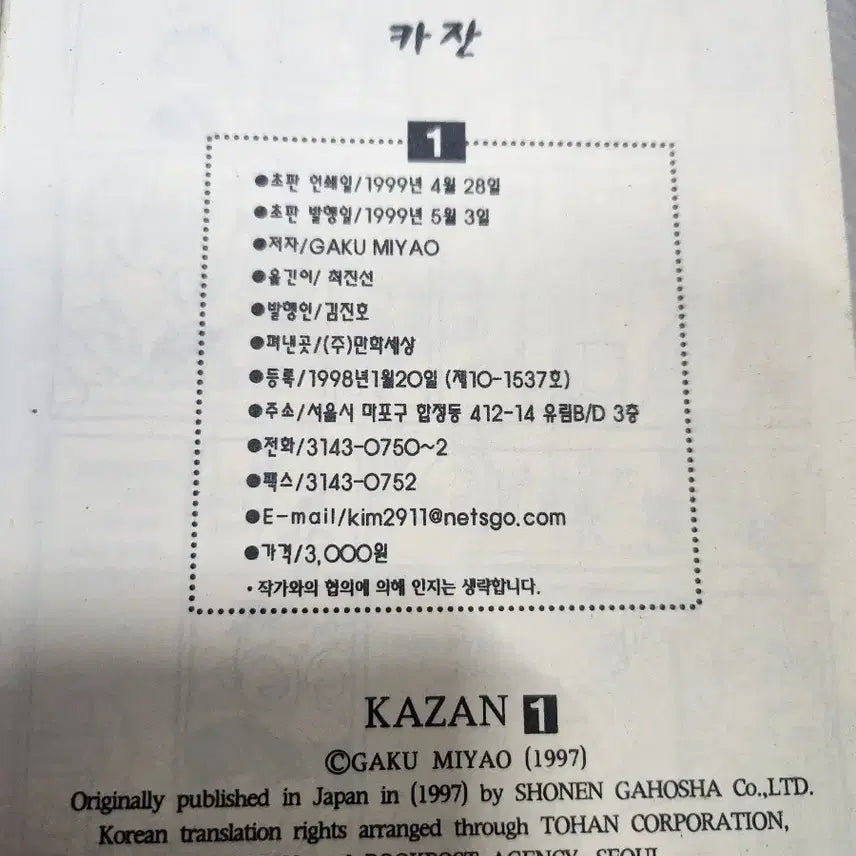 카잔
1
●초판 인쇄일/1999년 4월 28일
●초판 발행일/1999년 5월 3일
●저자/GAKU MIYAO
●옮긴이/ 최진선
●발행인/김진호
●펴낸곳/(주)만화세상
●등록/1998년1월20일 (제10-1537호)
●주소/서울시 마포구 합정동 412-14 유림B/D 3층
●전화/3143-0750~2
●팩스/3143-0752
●E-mail/kim2911@netsgo.com
●가격/3,000원
·작가와의 협의에 의해 인지는 생략합니다.
KAZAN 1
©GAKU MIYAO (1997)
Originally published in Japan in (1997) by SHONEN GAHOSHA Co.,LTD.
Korean translation rights arranged through TOHAN CORPORATION,
AGENCY, SEOUL